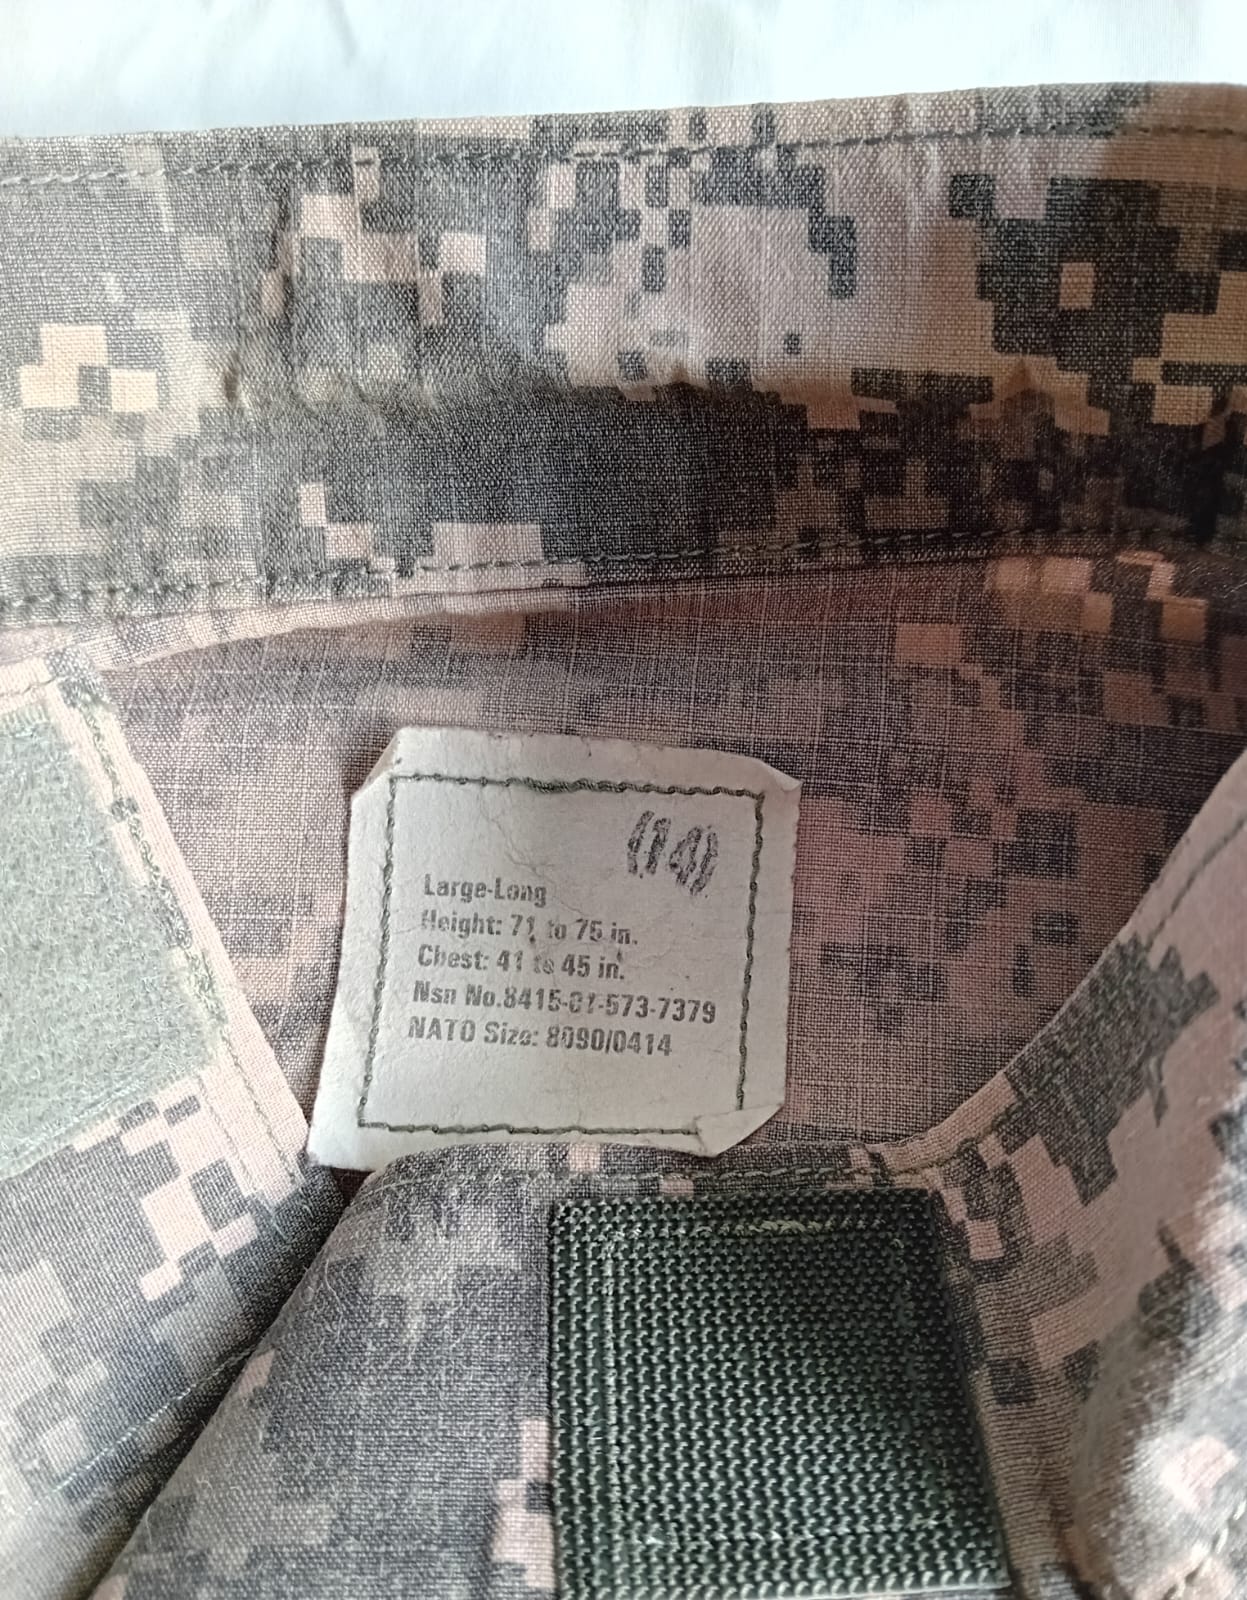 (14)
Large-Long
Height: 71 to 75 in.
Chest: 41 to 45 in.
Nsn No.8415-01-573-7379
NATO Size: 8090/0414